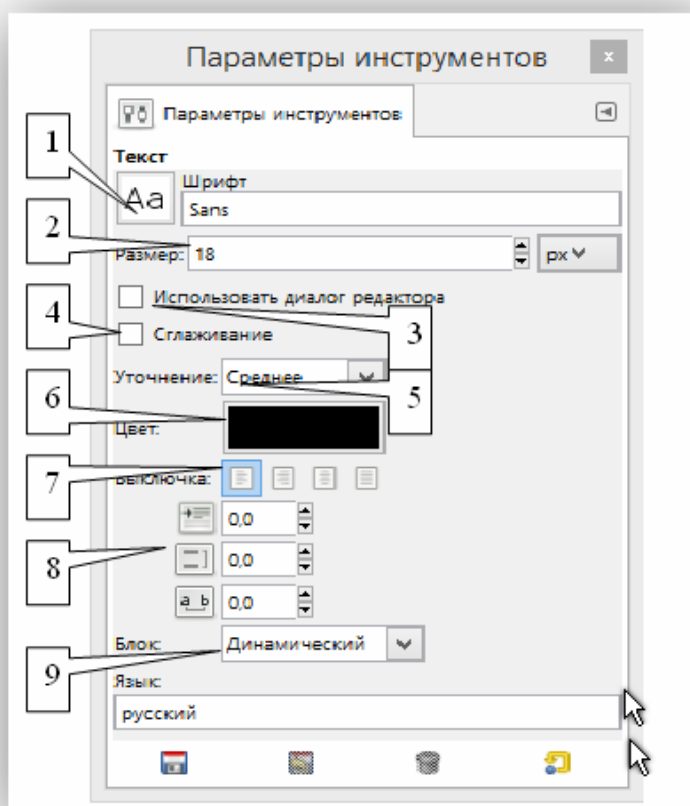 Параметры инструментов x
Параметры инструментов
1
Текст
Aa Шрифт
Sans
2
Размер: 18 px
Использовать диалог редактора
4
Сглаживание
3
Уточнение: Среднее
5
6
Цвет:
7
Выключка:
0,0
8
0,0
a b 0,0
Блок: Динамический
9
Язык:
русский